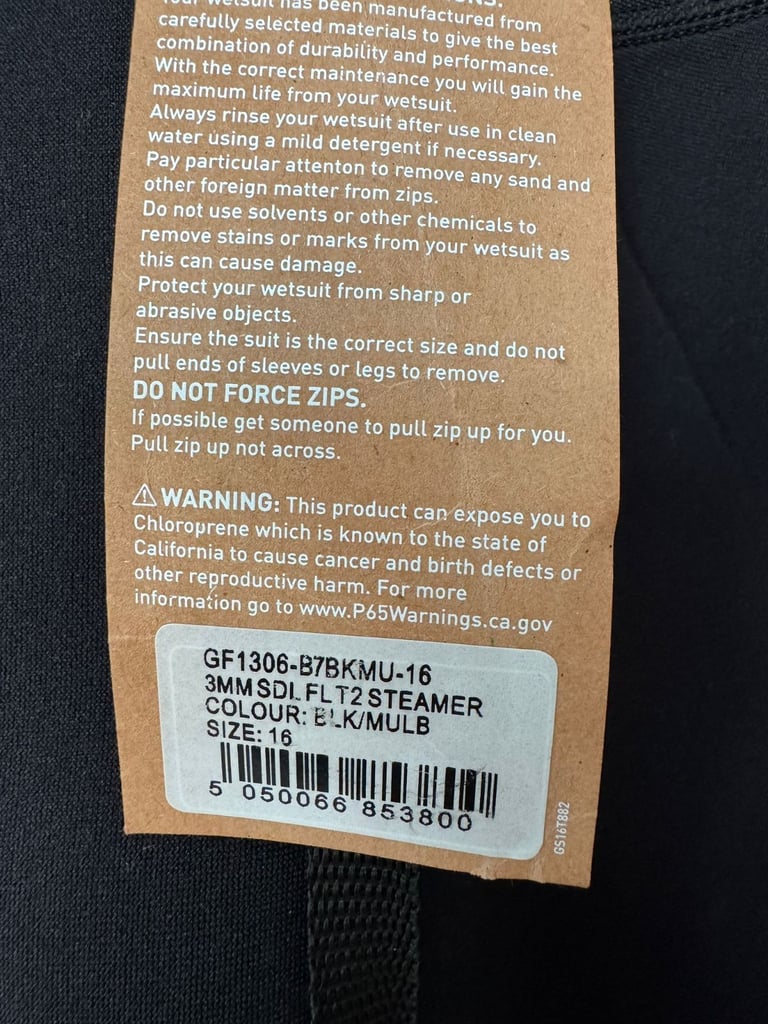 Your wetsuit has been manufactured from
carefully selected materials to give the best
combination of durability and performance.
With the correct maintenance you will gain the
maximum life from your wetsuit.
Always rinse your wetsuit after use in clean
water using a mild detergent if necessary.
Pay particular attenton to remove any sand and
other foreign matter from zips.
Do not use solvents or other chemicals to
remove stains or marks from your wetsuit as
this can cause damage.
Protect your wetsuit from sharp or
abrasive objects.
Ensure the suit is the correct size and do not
pull ends of sleeves or legs to remove.
DO NOT FORCE ZIPS.
If possible get someone to pull zip up for you.
Pull zip up not across.
⚠ WARNING: This product can expose you to
Chloroprene which is known to the state of
California to cause cancer and birth defects or
other reproductive harm. For more
information go to www.P65Warnings.ca.gov
GF1306-B7BKMU-16
3MM SDL FL T2 STEAMER
COLOUR: BLK/MULB
SIZE: 16
5 050066 853800
GS16T882